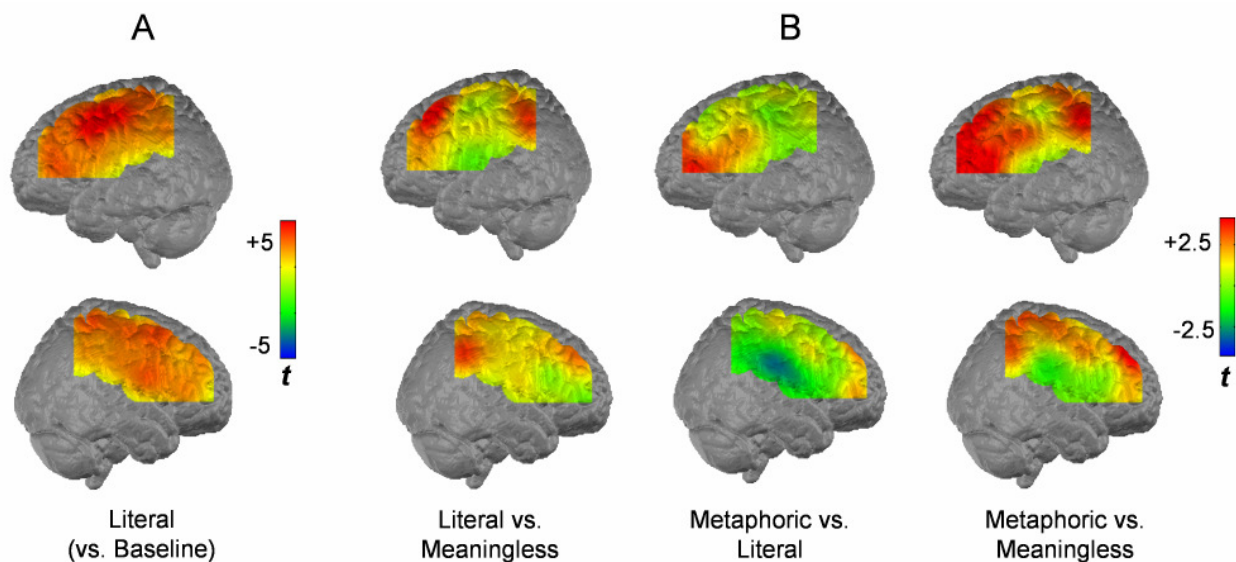 A
B
+5
-5
t
+2.5
-2.5
t
Literal
(vs. Baseline)
Literal vs.
Meaningless
Metaphoric vs.
Literal
Metaphoric vs.
Meaningless